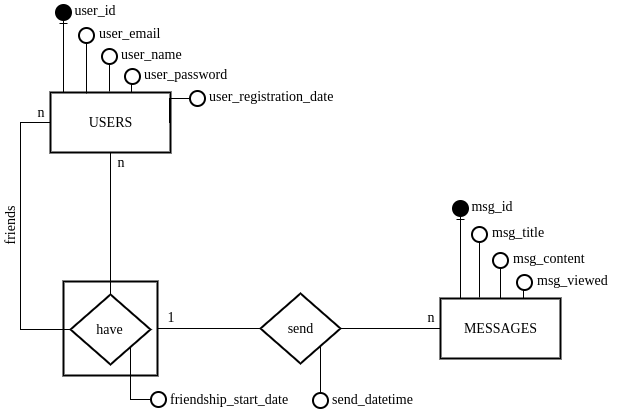 user_id
user_email
user_name
user_password
user_registration_date
n
USERS
n
friends
msg_id
msg_title
msg_content
msg_viewed
have
1
send
n
MESSAGES
friendship_start_date
send_datetime